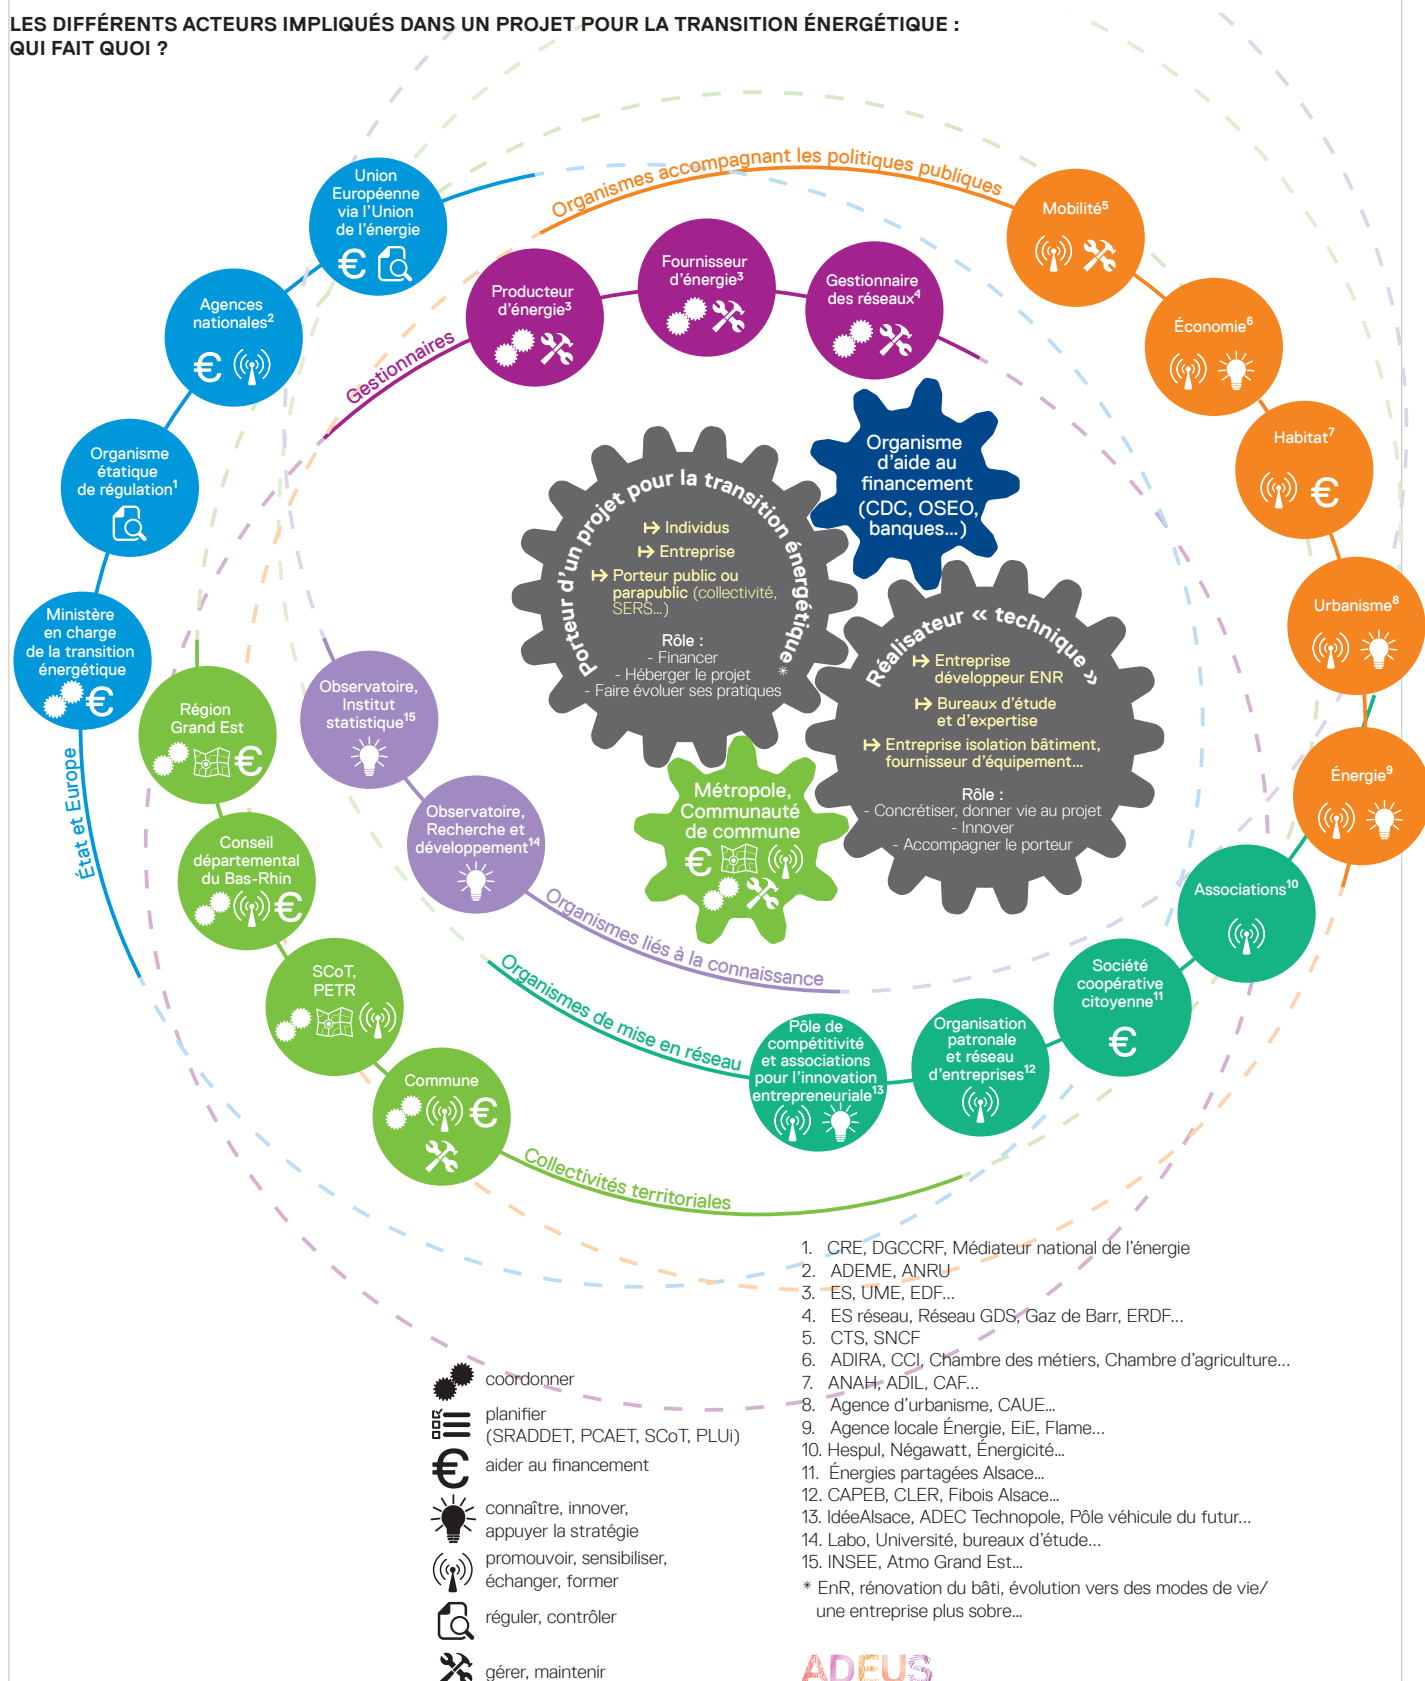 LES DIFFÉRENTS ACTEURS IMPLIQUÉS DANS UN PROJET POUR LA TRANSITION ÉNERGÉTIQUE :
QUI FAIT QUOI ?
État et Europe
Union
Européenne
via l'Union
de l'énergie
Agences
nationales²
Organisme
étatique
de régulation¹
Ministère
en charge
de la transition
énergétique
Organismes accompagnant les politiques publiques
Mobilité⁵
Économie⁶
Habitat⁷
Urbanisme⁸
Énergie⁹
Gestionnaires
Producteur
d'énergie³
Fournisseur
d'énergie³
Gestionnaire
des réseaux⁴
Organisme
d'aide au
financement
(CDC, OSEO,
banques...)
Porteur d'un projet pour la transition énergétique*
↦ Individus
↦ Entreprise
↦ Porteur public ou
parapublic (collectivité,
SERS...)
Rôle :
- Financer
- Héberger le projet
- Faire évoluer ses pratiques
Réalisateur « technique »
↦ Entreprise
développeur ENR
↦ Bureaux d'étude
et d'expertise
↦ Entreprise isolation bâtiment,
fournisseur d'équipement...
Rôle :
- Concrétiser, donner vie au projet
- Innover
- Accompagner le porteur
Métropole,
Communauté
de commune
€
Région
Grand Est
Conseil
départemental
du Bas-Rhin
SCoT,
PETR
Commune
Collectivités territoriales
Observatoire,
Institut
statistique¹⁵
Observatoire,
Recherche et
développement¹⁴
Organismes liés à la connaissance
Organismes de mise en réseau
Pôle de
compétitivité
et associations
pour l'innovation
entrepreneuriale¹³
Organisation
patronale
et réseau
d'entreprises¹²
Société
coopérative
citoyenne¹¹
€
Associations¹⁰
coordonner
planifier
(SRADDET, PCAET, SCoT, PLUi)
€ aider au financement
connaître, innover,
appuyer la stratégie
promouvoir, sensibiliser,
échanger, former
réguler, contrôler
gérer, maintenir
1. CRE, DGCCRF, Médiateur national de l'énergie
2. ADEME, ANRU
3. ES, UME, EDF...
4. ES réseau, Réseau GDS, Gaz de Barr, ERDF...
5. CTS, SNCF
6. ADIRA, CCI, Chambre des métiers, Chambre d'agriculture...
7. ANAH, ADIL, CAF...
8. Agence d'urbanisme, CAUE...
9. Agence locale Énergie, EiE, Flame...
10. Hespul, Négawatt, Énergicité...
11. Énergies partagées Alsace...
12. CAPEB, CLER, Fibois Alsace...
13. IdéeAlsace, ADEC Technopole, Pôle véhicule du futur...
14. Labo, Université, bureaux d'étude...
15. INSEE, Atmo Grand Est...
* EnR, rénovation du bâti, évolution vers des modes de vie/
une entreprise plus sobre...
ADEUS